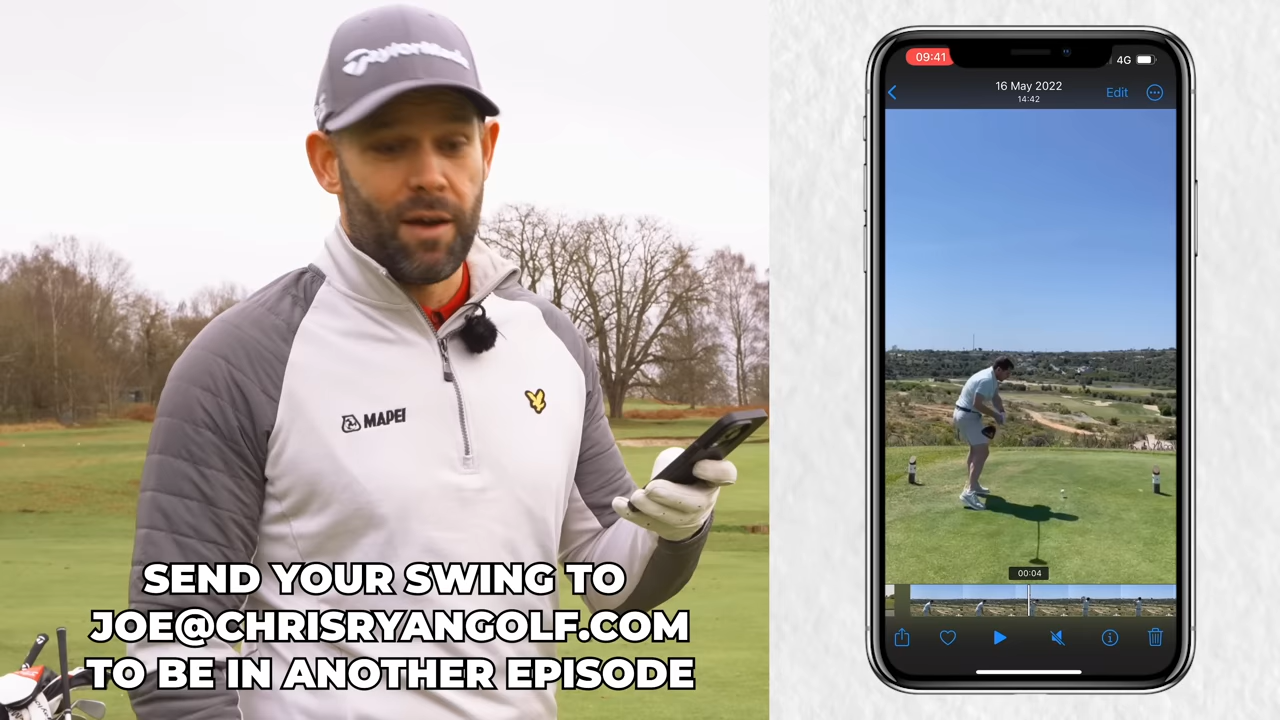 TaylorMade
MAPEI
SEND YOUR SWING TO
JOE@CHRISRYANGOLF.COM
TO BE IN ANOTHER EPISODE
09:41
4G
16 May 2022
14:42
Edit
00:04